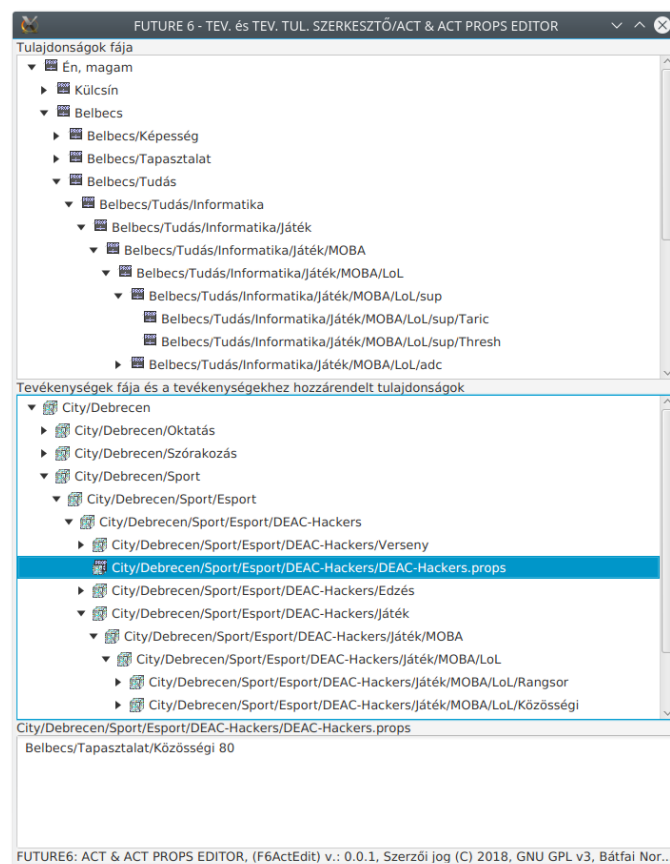 FUTURE 6 - TEV. és TEV. TUL. SZERKESZTŐ/ACT & ACT PROPS EDITOR
Tulajdonságok fája
Én, magam
Külcsín
Belbecs
Belbecs/Képesség
Belbecs/Tapasztalat
Belbecs/Tudás
Belbecs/Tudás/Informatika
Belbecs/Tudás/Informatika/Játék
Belbecs/Tudás/Informatika/Játék/MOBA
Belbecs/Tudás/Informatika/Játék/MOBA/LoL
Belbecs/Tudás/Informatika/Játék/MOBA/LoL/sup
Belbecs/Tudás/Informatika/Játék/MOBA/LoL/sup/Taric
Belbecs/Tudás/Informatika/Játék/MOBA/LoL/sup/Thresh
Belbecs/Tudás/Informatika/Játék/MOBA/LoL/adc
Tevékenységek fája és a tevékenységekhez hozzárendelt tulajdonságok
City/Debrecen
City/Debrecen/Oktatás
City/Debrecen/Szórakozás
City/Debrecen/Sport
City/Debrecen/Sport/Esport
City/Debrecen/Sport/Esport/DEAC-Hackers
City/Debrecen/Sport/Esport/DEAC-Hackers/Verseny
City/Debrecen/Sport/Esport/DEAC-Hackers/DEAC-Hackers.props
City/Debrecen/Sport/Esport/DEAC-Hackers/Edzés
City/Debrecen/Sport/Esport/DEAC-Hackers/Játék
City/Debrecen/Sport/Esport/DEAC-Hackers/Játék/MOBA
City/Debrecen/Sport/Esport/DEAC-Hackers/Játék/MOBA/LoL
City/Debrecen/Sport/Esport/DEAC-Hackers/Játék/MOBA/LoL/Rangsor
City/Debrecen/Sport/Esport/DEAC-Hackers/Játék/MOBA/LoL/Közösségi
City/Debrecen/Sport/Esport/DEAC-Hackers/DEAC-Hackers.props
Belbecs/Tapasztalat/Közösségi 80
FUTURE6: ACT & ACT PROPS EDITOR, (F6ActEdit) v.: 0.0.1, Szerzői jog (C) 2018, GNU GPL v3, Bátfai Nor...